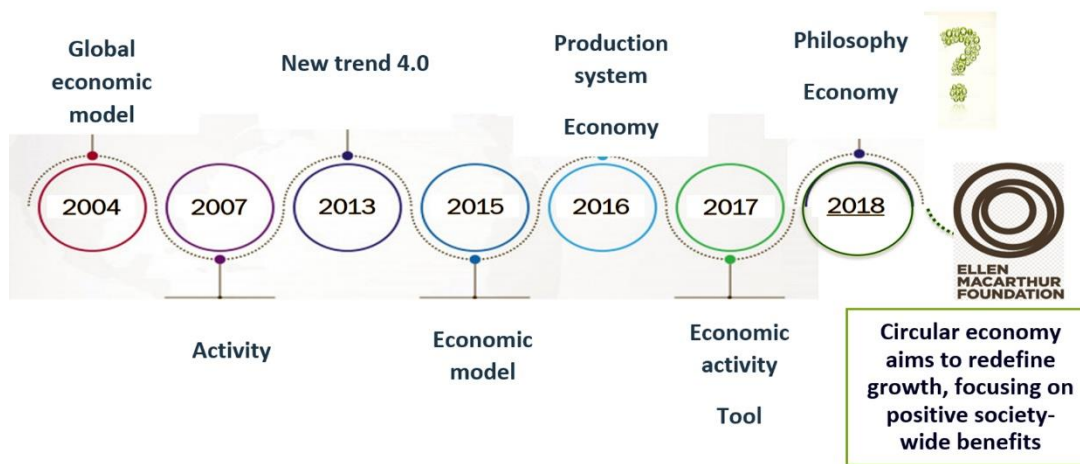 Global
economic
model
New trend 4.0
Production
system
Economy
Philosophy
Economy
2004
2007
2013
2015
2016
2017
2018
ELLEN
MACARTHUR
FOUNDATION
Activity
Economic
model
Economic
activity
Tool
Circular economy
aims to redefine
growth, focusing on
positive society-
wide benefits